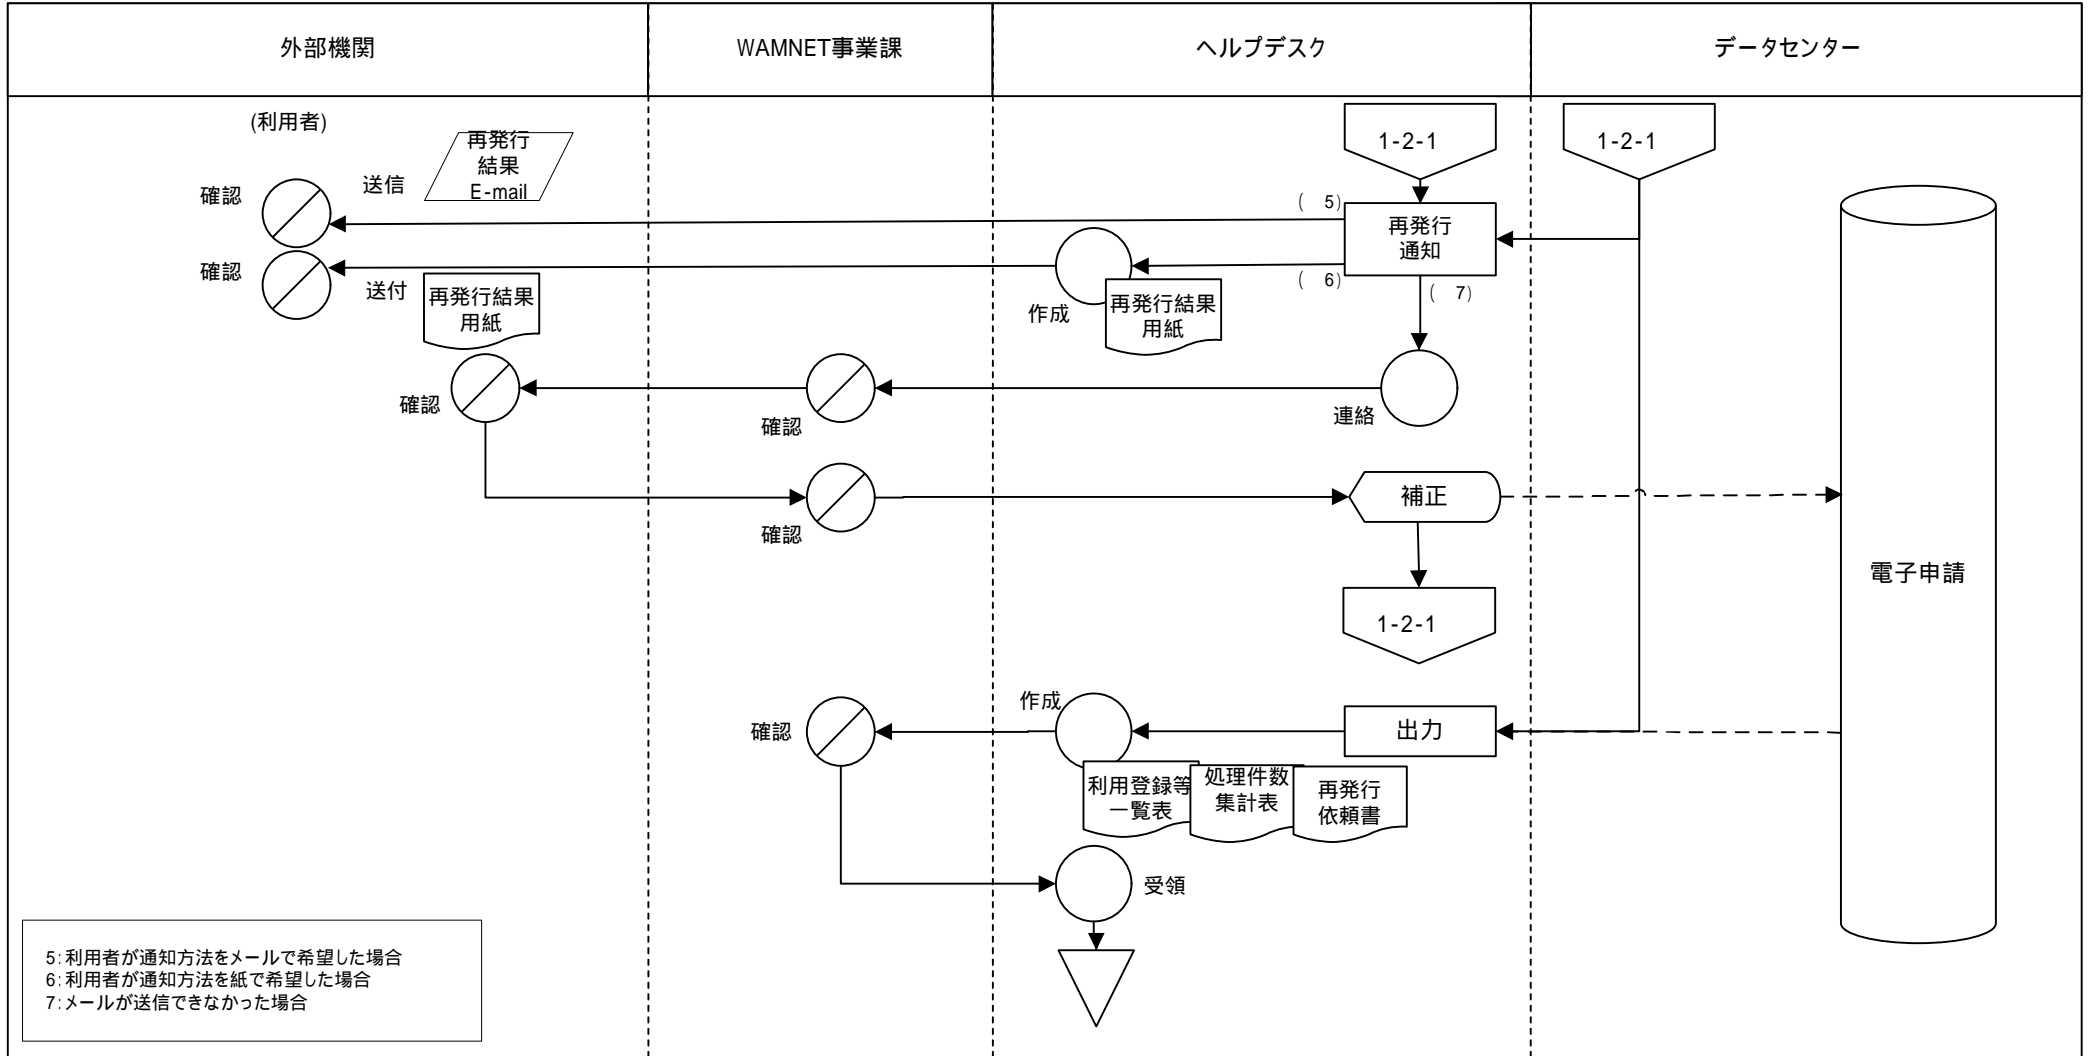 外部機関
WAMNET事業課
ヘルプデスク
データセンター
(利用者)
再発行
結果
E-mail
送信
確認
1-2-1
1-2-1
( 5)
再発行
通知
確認
送付
再発行結果
用紙
作成
再発行結果
用紙
( 6)
( 7)
確認
確認
連絡
確認
補正
電子申請
1-2-1
確認
作成
出力
利用登録等
一覧表
処理件数
集計表
再発行
依頼書
受領
5:利用者が通知方法をメールで希望した場合
6:利用者が通知方法を紙で希望した場合
7:メールが送信できなかった場合